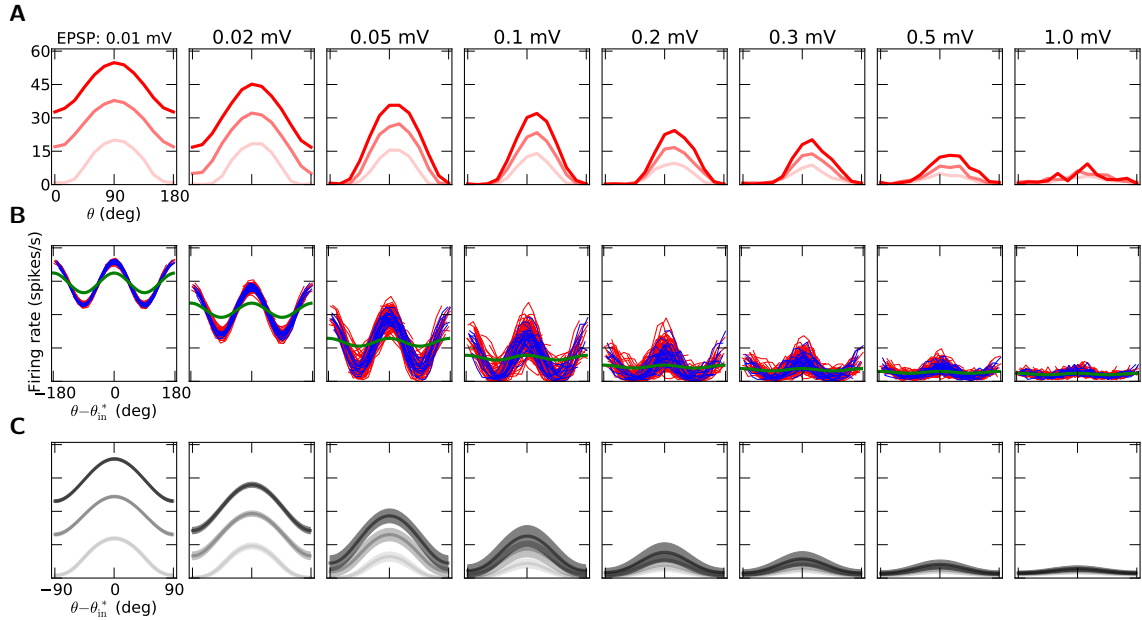 A
EPSP: 0.01 mV 0.02 mV 0.05 mV 0.1 mV 0.2 mV 0.3 mV 0.5 mV 1.0 mV
60
45
30
15
0
0 90 180
θ (deg)
B
Firing rate (spikes/s)
−180 0 180
θ−θ*in (deg)
C
−90 0 90
θ−θ*in (deg)